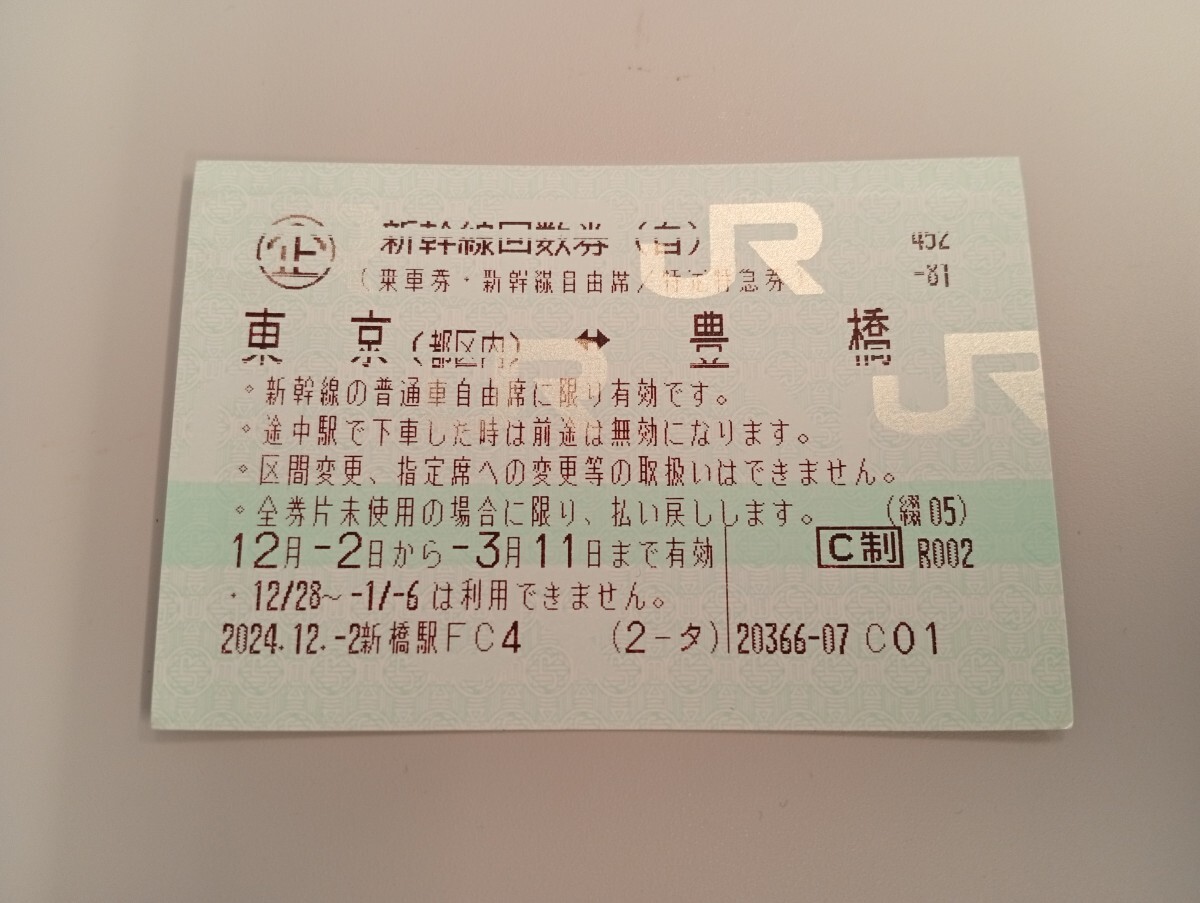 企 新幹線回数券(自) 452
(乗車券・新幹線自由席/特定特急券) -81
東京(都区内) ↔ 豊橋
。新幹線の普通車自由席に限り有効です。
。途中駅で下車した時は前途は無効になります。
。区間変更、指定席への変更等の取扱いはできません。
。全券片未使用の場合に限り、払い戻しします。 (綴05)
12月-2日から-3月11日まで有効 C制 R002
・12/28~-1/-6は利用できません。
2024.12.-2新橋駅FC4 (2-タ) 20366-07 C01
JR
JR